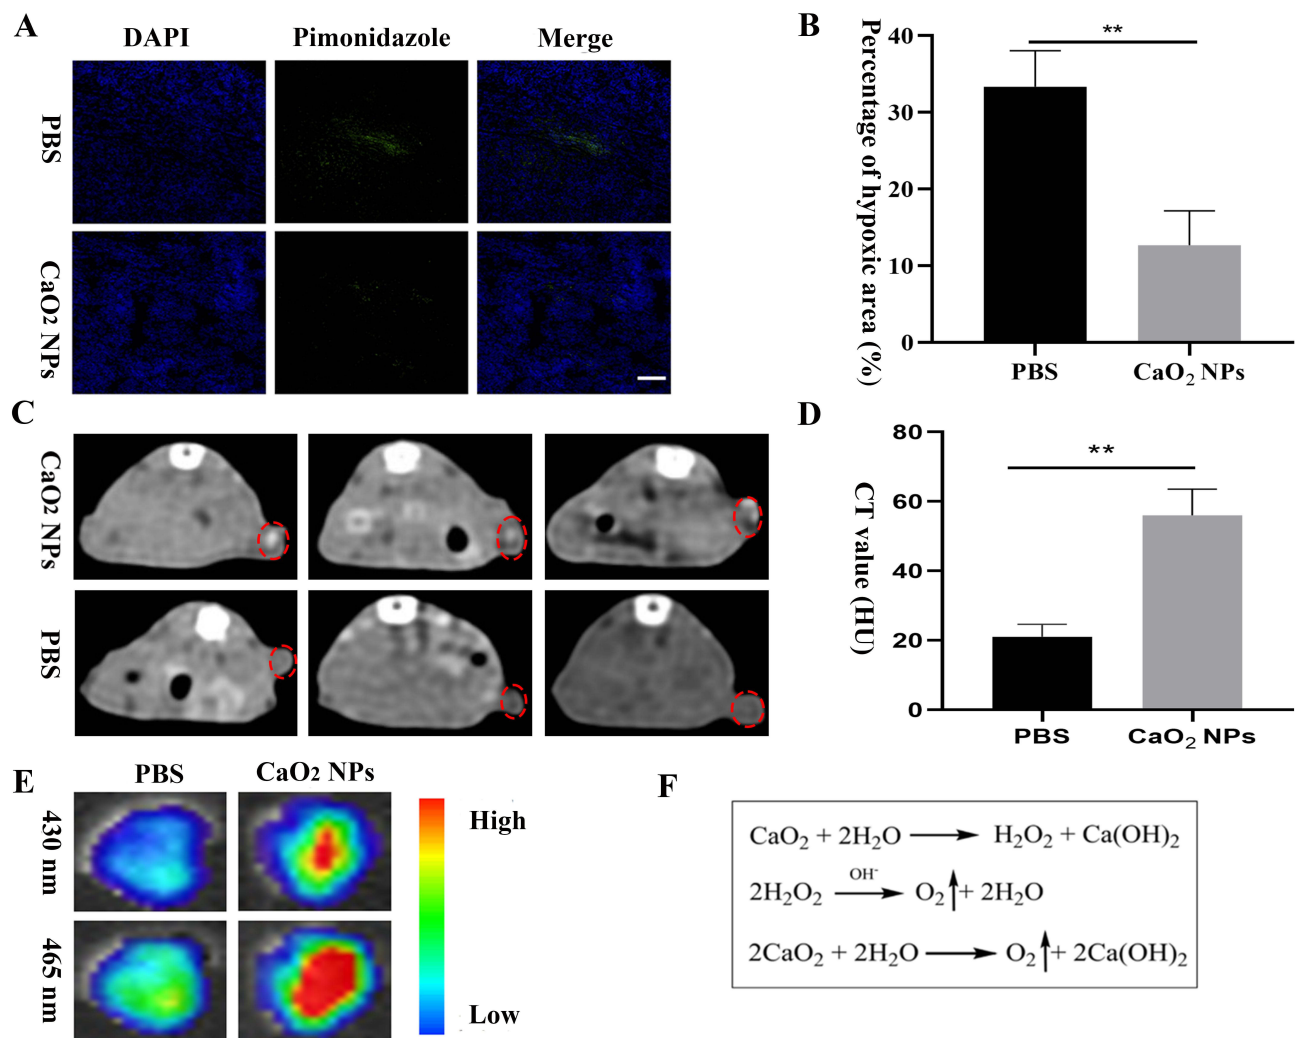 A
DAPI Pimonidazole Merge
PBS
CaO2 NPs
B
Percentage of hypoxic area (%)
40
30
20
10
0
**
PBS CaO₂ NPs
C
CaO2 NPs
PBS
D
CT value (HU)
80
60
40
20
0
**
PBS CaO₂ NPs
E
PBS CaO2 NPs
430 nm
465 nm
High
Low
F
CaO₂ + 2H₂O ⟶ H₂O₂ + Ca(OH)₂
OH⁻
2H₂O₂ ⟶ O₂↑+ 2H₂O
2CaO₂ + 2H₂O ⟶ O₂↑+ 2Ca(OH)₂